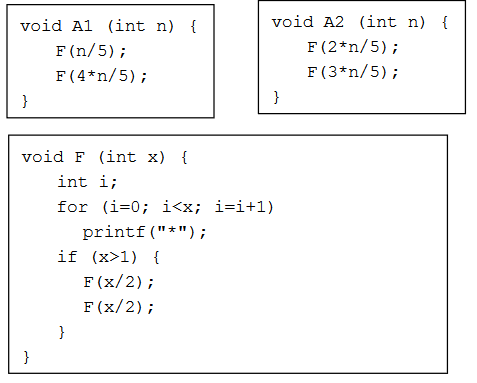 void A1 (int n) {
F(n/5);
F(4*n/5);
}
void A2 (int n) {
F(2*n/5);
F(3*n/5);
}
void F (int x) {
int i;
for (i=0; i<x; i=i+1)
printf("*");
if (x>1) {
F(x/2);
F(x/2);
}
}